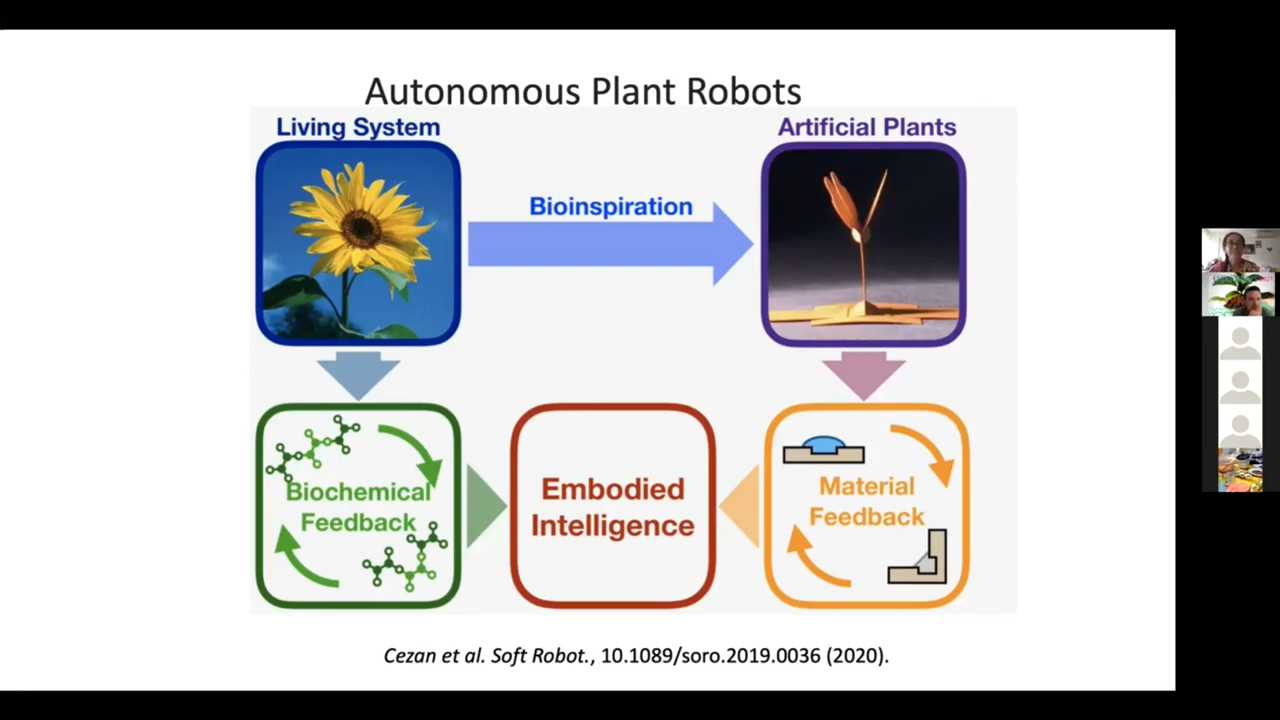 Autonomous Plant Robots
Living System
Artificial Plants
Bioinspiration
Biochemical
Feedback
Embodied
Intelligence
Material
Feedback
Cezan et al. Soft Robot., 10.1089/soro.2019.0036 (2020).